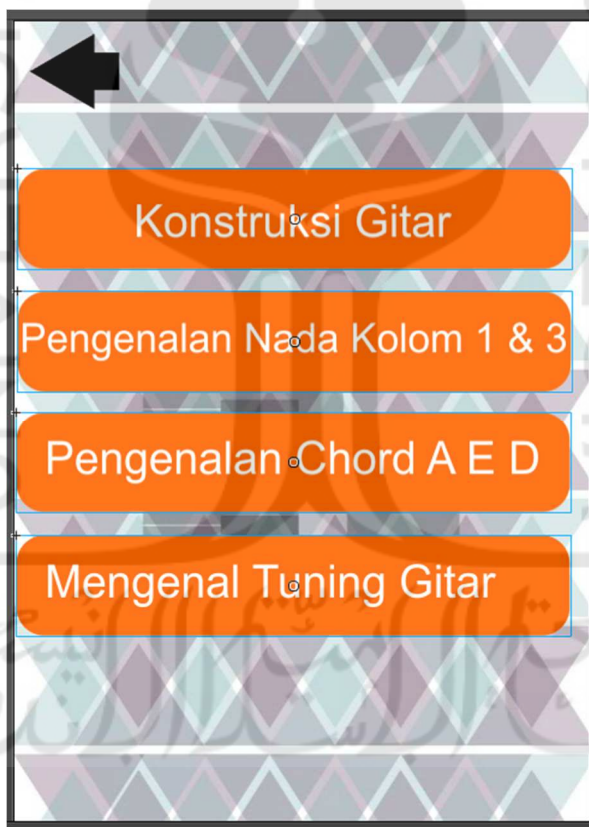 Konstruksi Gitar
Pengenalan Nada Kolom 1 & 3
Pengenalan Chord A E D
Mengenal Tuning Gitar